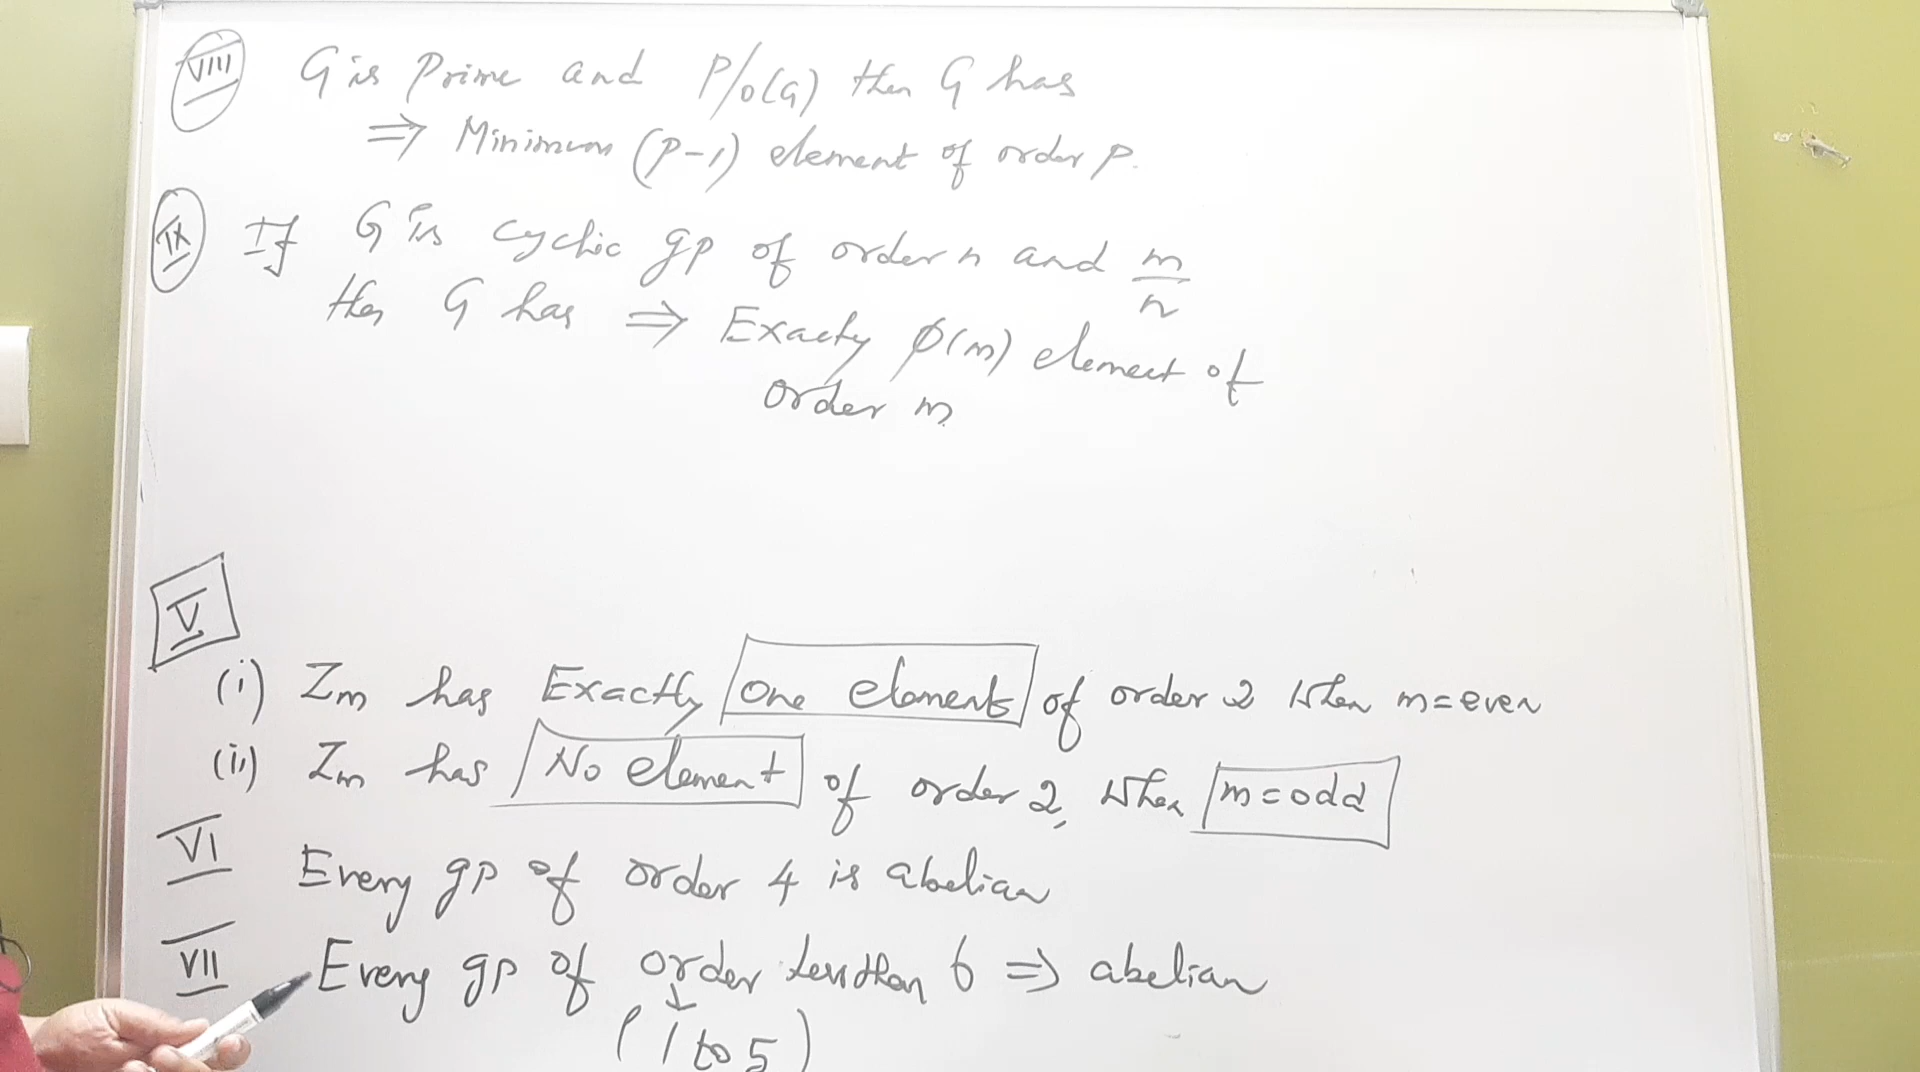 VIII G is Prime and P/o(G) then G has
⇒ Minimum (P-1) element of order P.
IX If G is cyclic gp of order n and m/n
then G has ⇒ Exacty φ(m) element of
order m
V
(i) Zm has Exactly one elements of order 2 when m=even
(ii) Zm has No element of order 2, when m=odd
VI Every gp of order 4 is abelian
VII Every gp of order less than 6 ⇒ abelian
↓
(1 to 5)